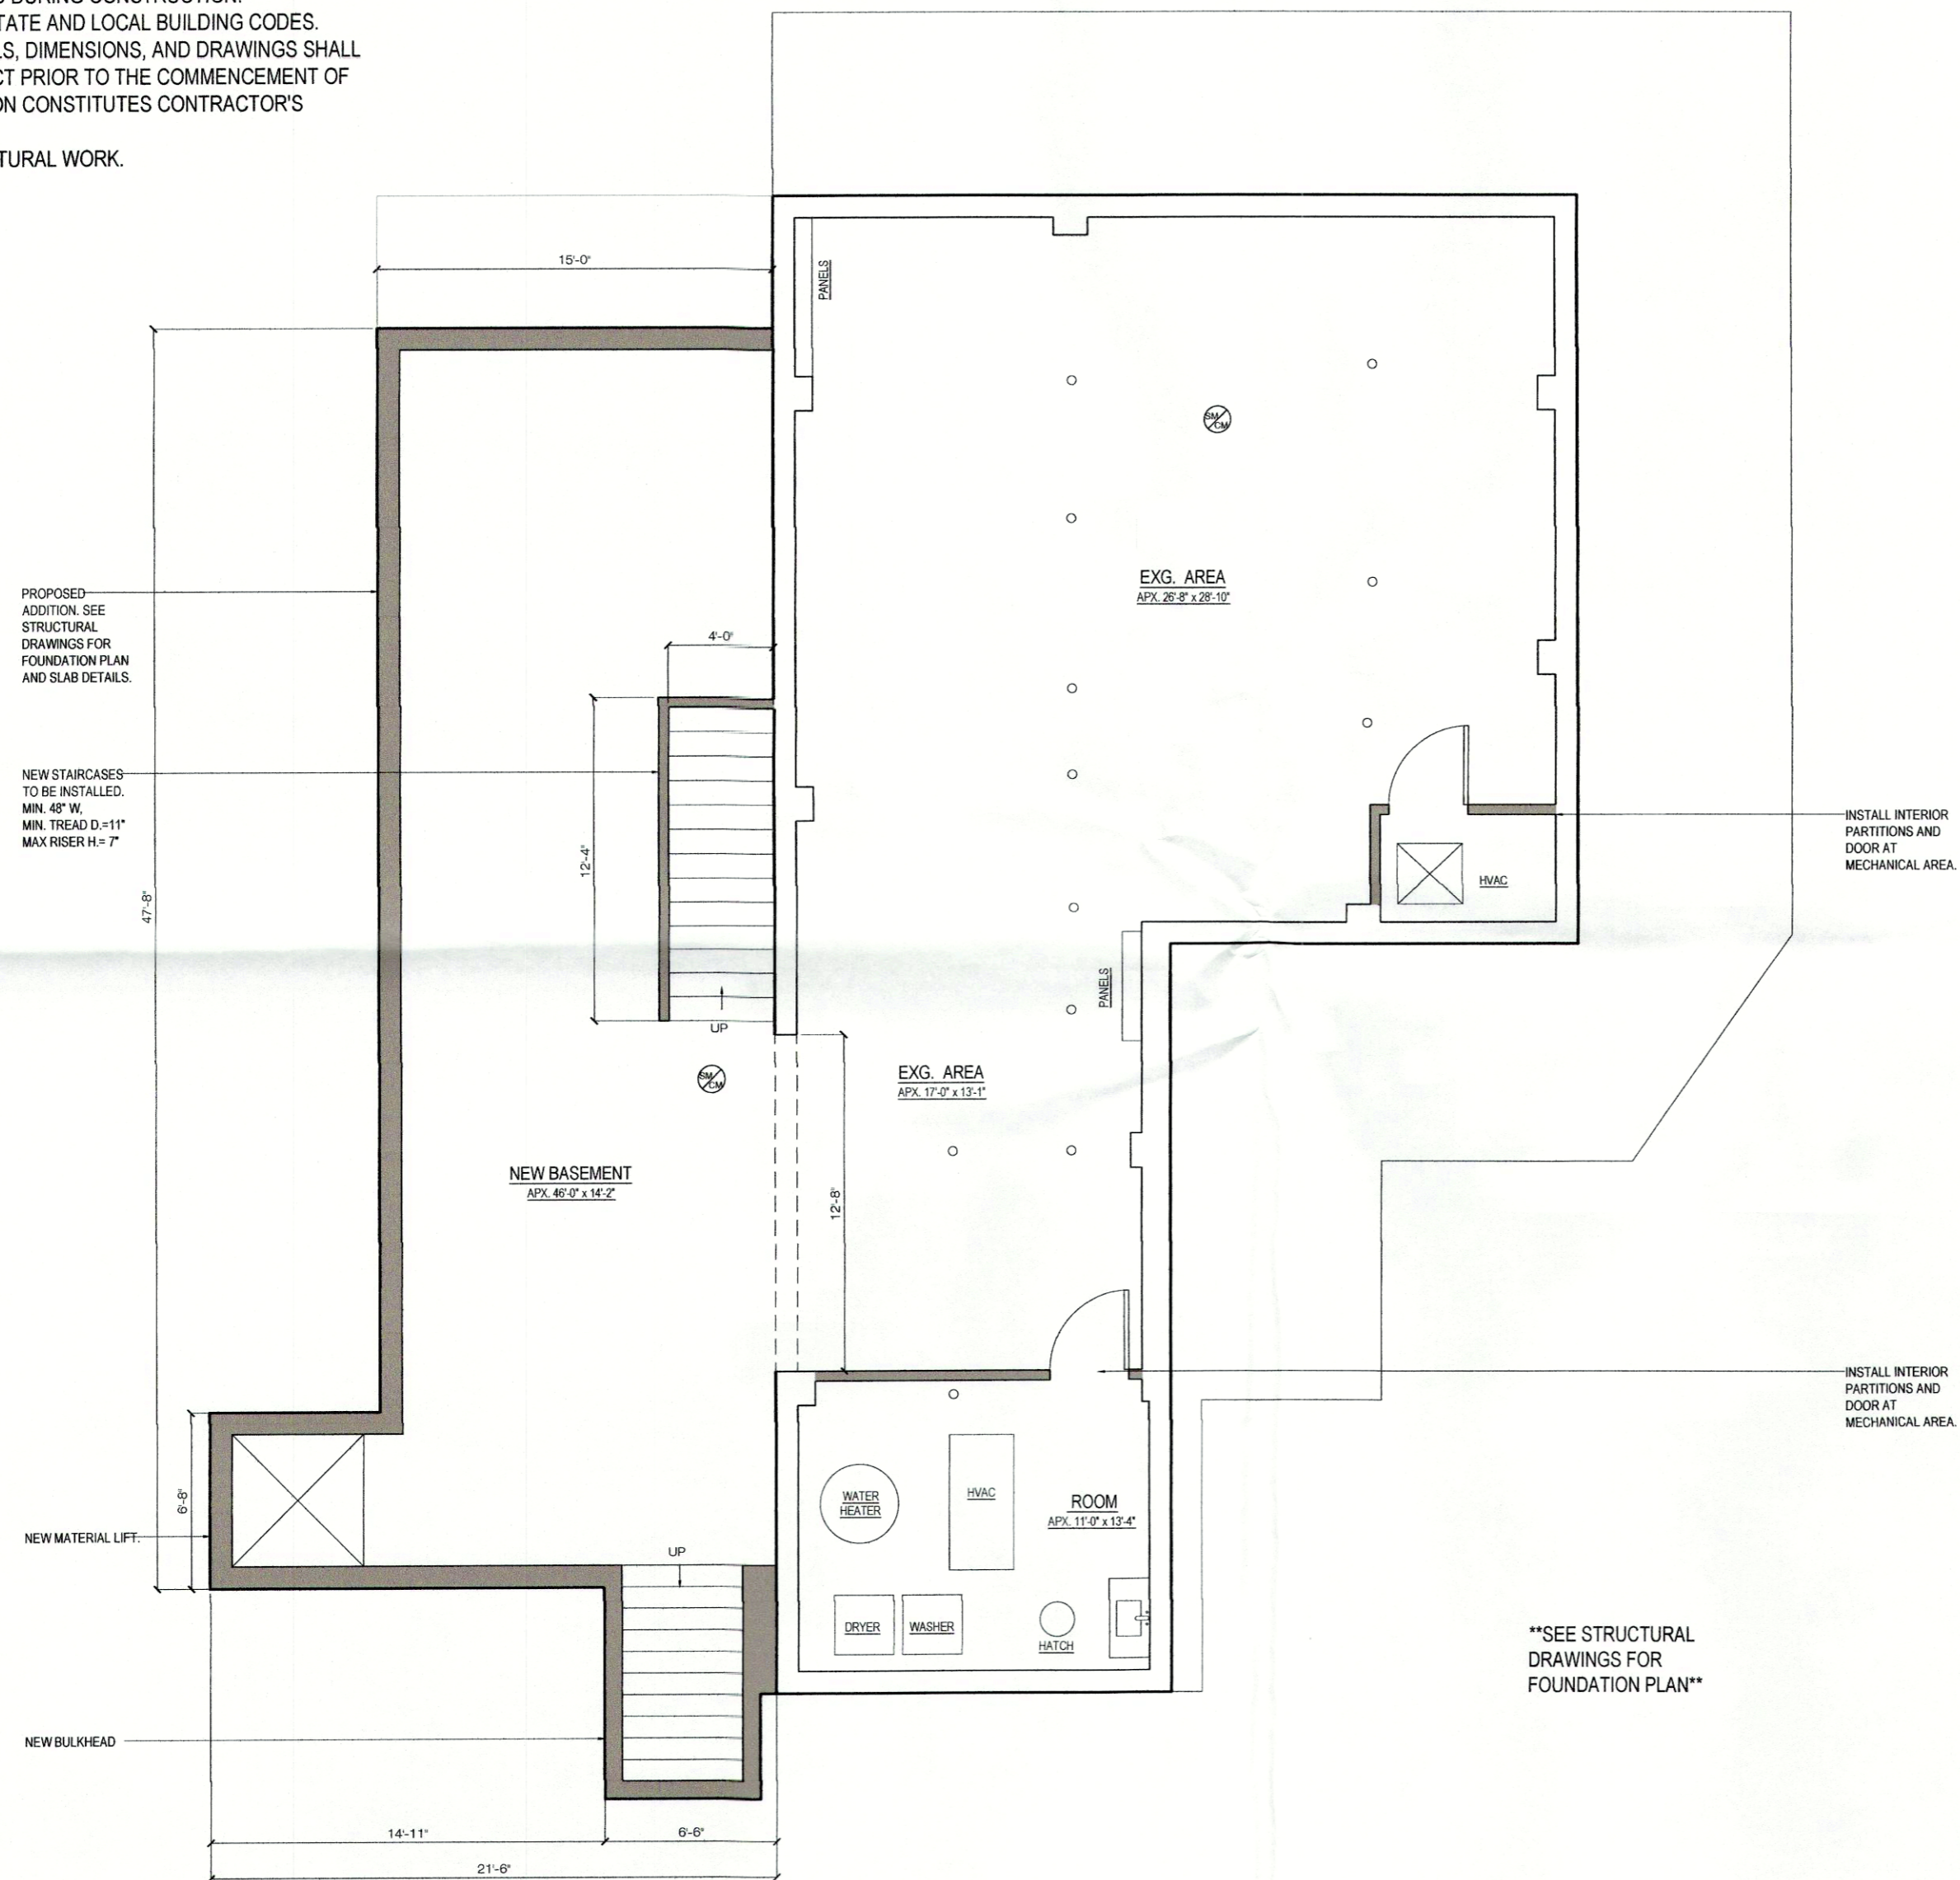 S DURING CONSTRUCTION.
TATE AND LOCAL BUILDING CODES.
LS, DIMENSIONS, AND DRAWINGS SHALL
CT PRIOR TO THE COMMENCEMENT OF
ON CONSTITUTES CONTRACTOR'S
TURAL WORK.
15'-0"
PANELS
SM/CM
EXG. AREA
APX. 26'-8" x 28'-10"
PROPOSED
ADDITION. SEE
STRUCTURAL
DRAWINGS FOR
FOUNDATION PLAN
AND SLAB DETAILS.
4'-0"
NEW STAIRCASES
TO BE INSTALLED.
MIN. 48" W,
MIN. TREAD D.=11"
MAX RISER H.= 7"
12'-4"
47'-8"
INSTALL INTERIOR
PARTITIONS AND
DOOR AT
MECHANICAL AREA.
HVAC
PANELS
UP
SM/CM
EXG. AREA
APX. 17'-0" x 13'-1"
NEW BASEMENT
APX. 46'-0" x 14'-2"
12'-8"
INSTALL INTERIOR
PARTITIONS AND
DOOR AT
MECHANICAL AREA.
6'-8"
WATER
HEATER
HVAC
ROOM
APX. 11'-0" x 13'-4"
NEW MATERIAL LIFT.
UP
DRYER
WASHER
HATCH
**SEE STRUCTURAL
DRAWINGS FOR
FOUNDATION PLAN**
NEW BULKHEAD
14'-11"
6'-6"
21'-6"